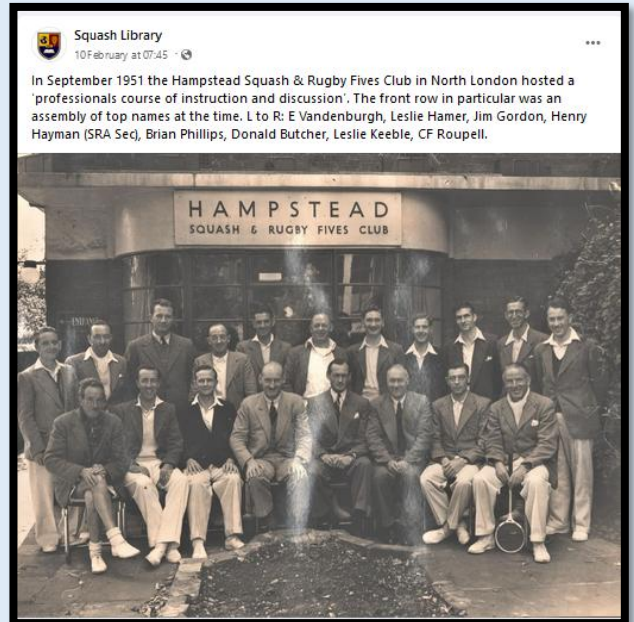 Squash Library
10 February at 07:45 ·
In September 1951 the Hampstead Squash & Rugby Fives Club in North London hosted a
'professionals course of instruction and discussion'. The front row in particular was an
assembly of top names at the time. L to R: E Vandenburgh, Leslie Hamer, Jim Gordon, Henry
Hayman (SRA Sec), Brian Phillips, Donald Butcher, Leslie Keeble, CF Roupell.
HAMPSTEAD
SQUASH & RUGBY FIVES CLUB